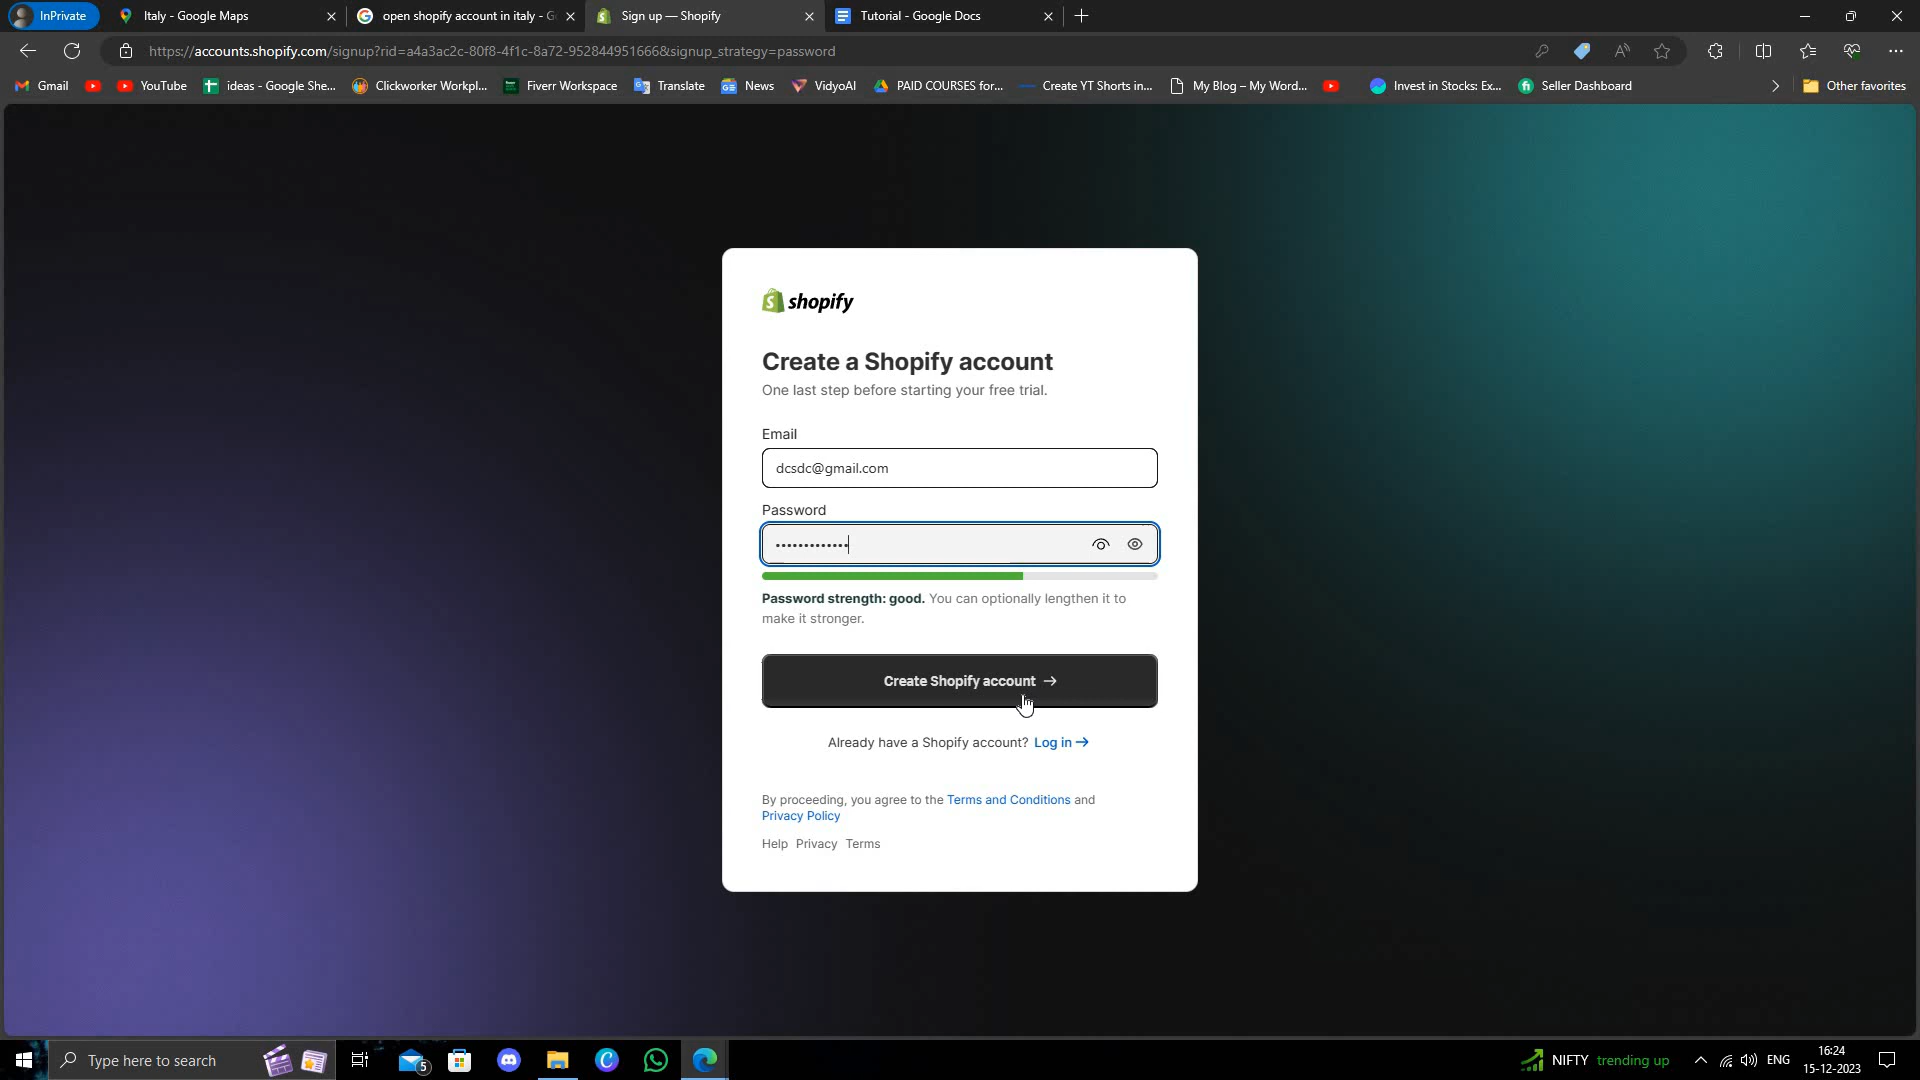 InPrivate
Italy - Google Maps
open shopify account in italy - G
Sign up — Shopify
Tutorial - Google Docs
https://accounts.shopify.com/signup?rid=a4a3ac2c-80f8-4f1c-8a72-952844951666&signup_strategy=password
Gmail
YouTube
ideas - Google She...
Clickworker Workpl...
Fiverr Workspace
Translate
News
VidyoAI
PAID COURSES for...
Create YT Shorts in...
My Blog – My Word...
Invest in Stocks: Ex...
Seller Dashboard
Other favorites
shopify
Create a Shopify account
One last step before starting your free trial.
Email
dcsdc@gmail.com
Password
•••••••••••••
Password strength: good. You can optionally lengthen it to
make it stronger.
Create Shopify account →
Already have a Shopify account? Log in →
By proceeding, you agree to the Terms and Conditions and
Privacy Policy
Help Privacy Terms
Type here to search
5
NIFTY trending up
ENG
16:24
15-12-2023